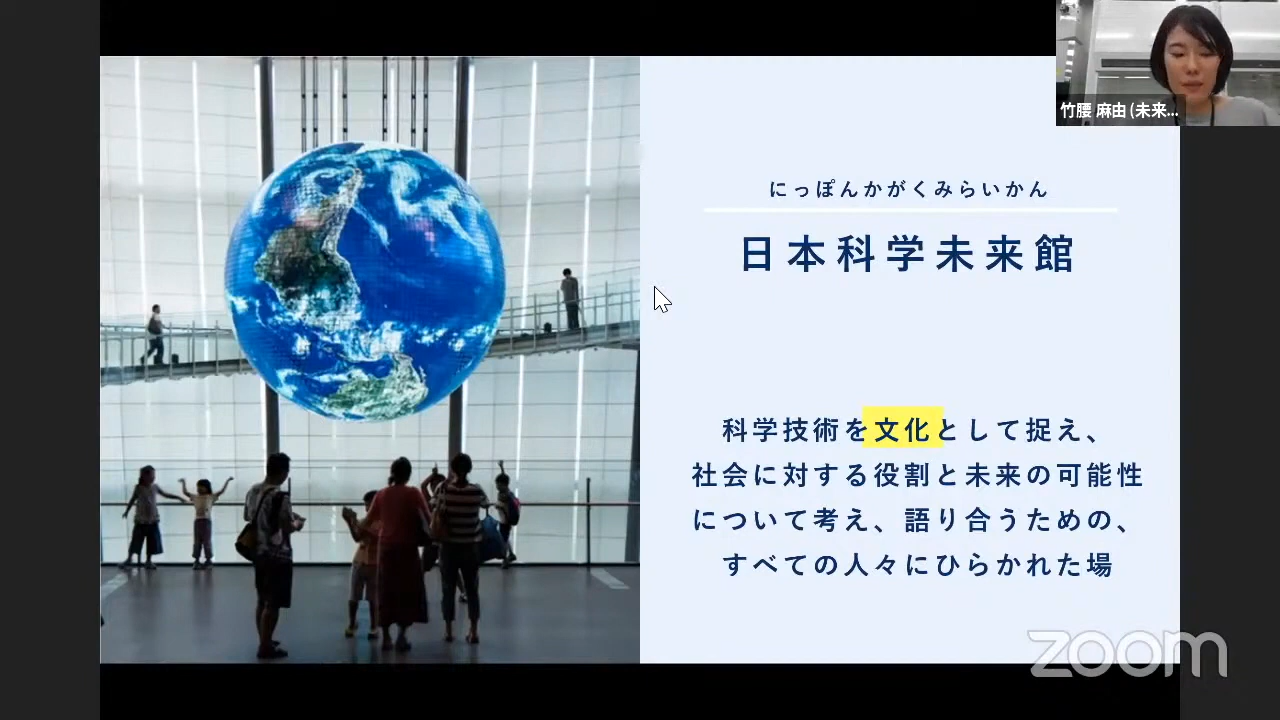 竹腰 麻由 (未来...
にっぽんかがくみらいかん
日本科学未来館
科学技術を文化として捉え、
社会に対する役割と未来の可能性
について考え、語り合うための、
すべての人々にひらかれた場
zoom